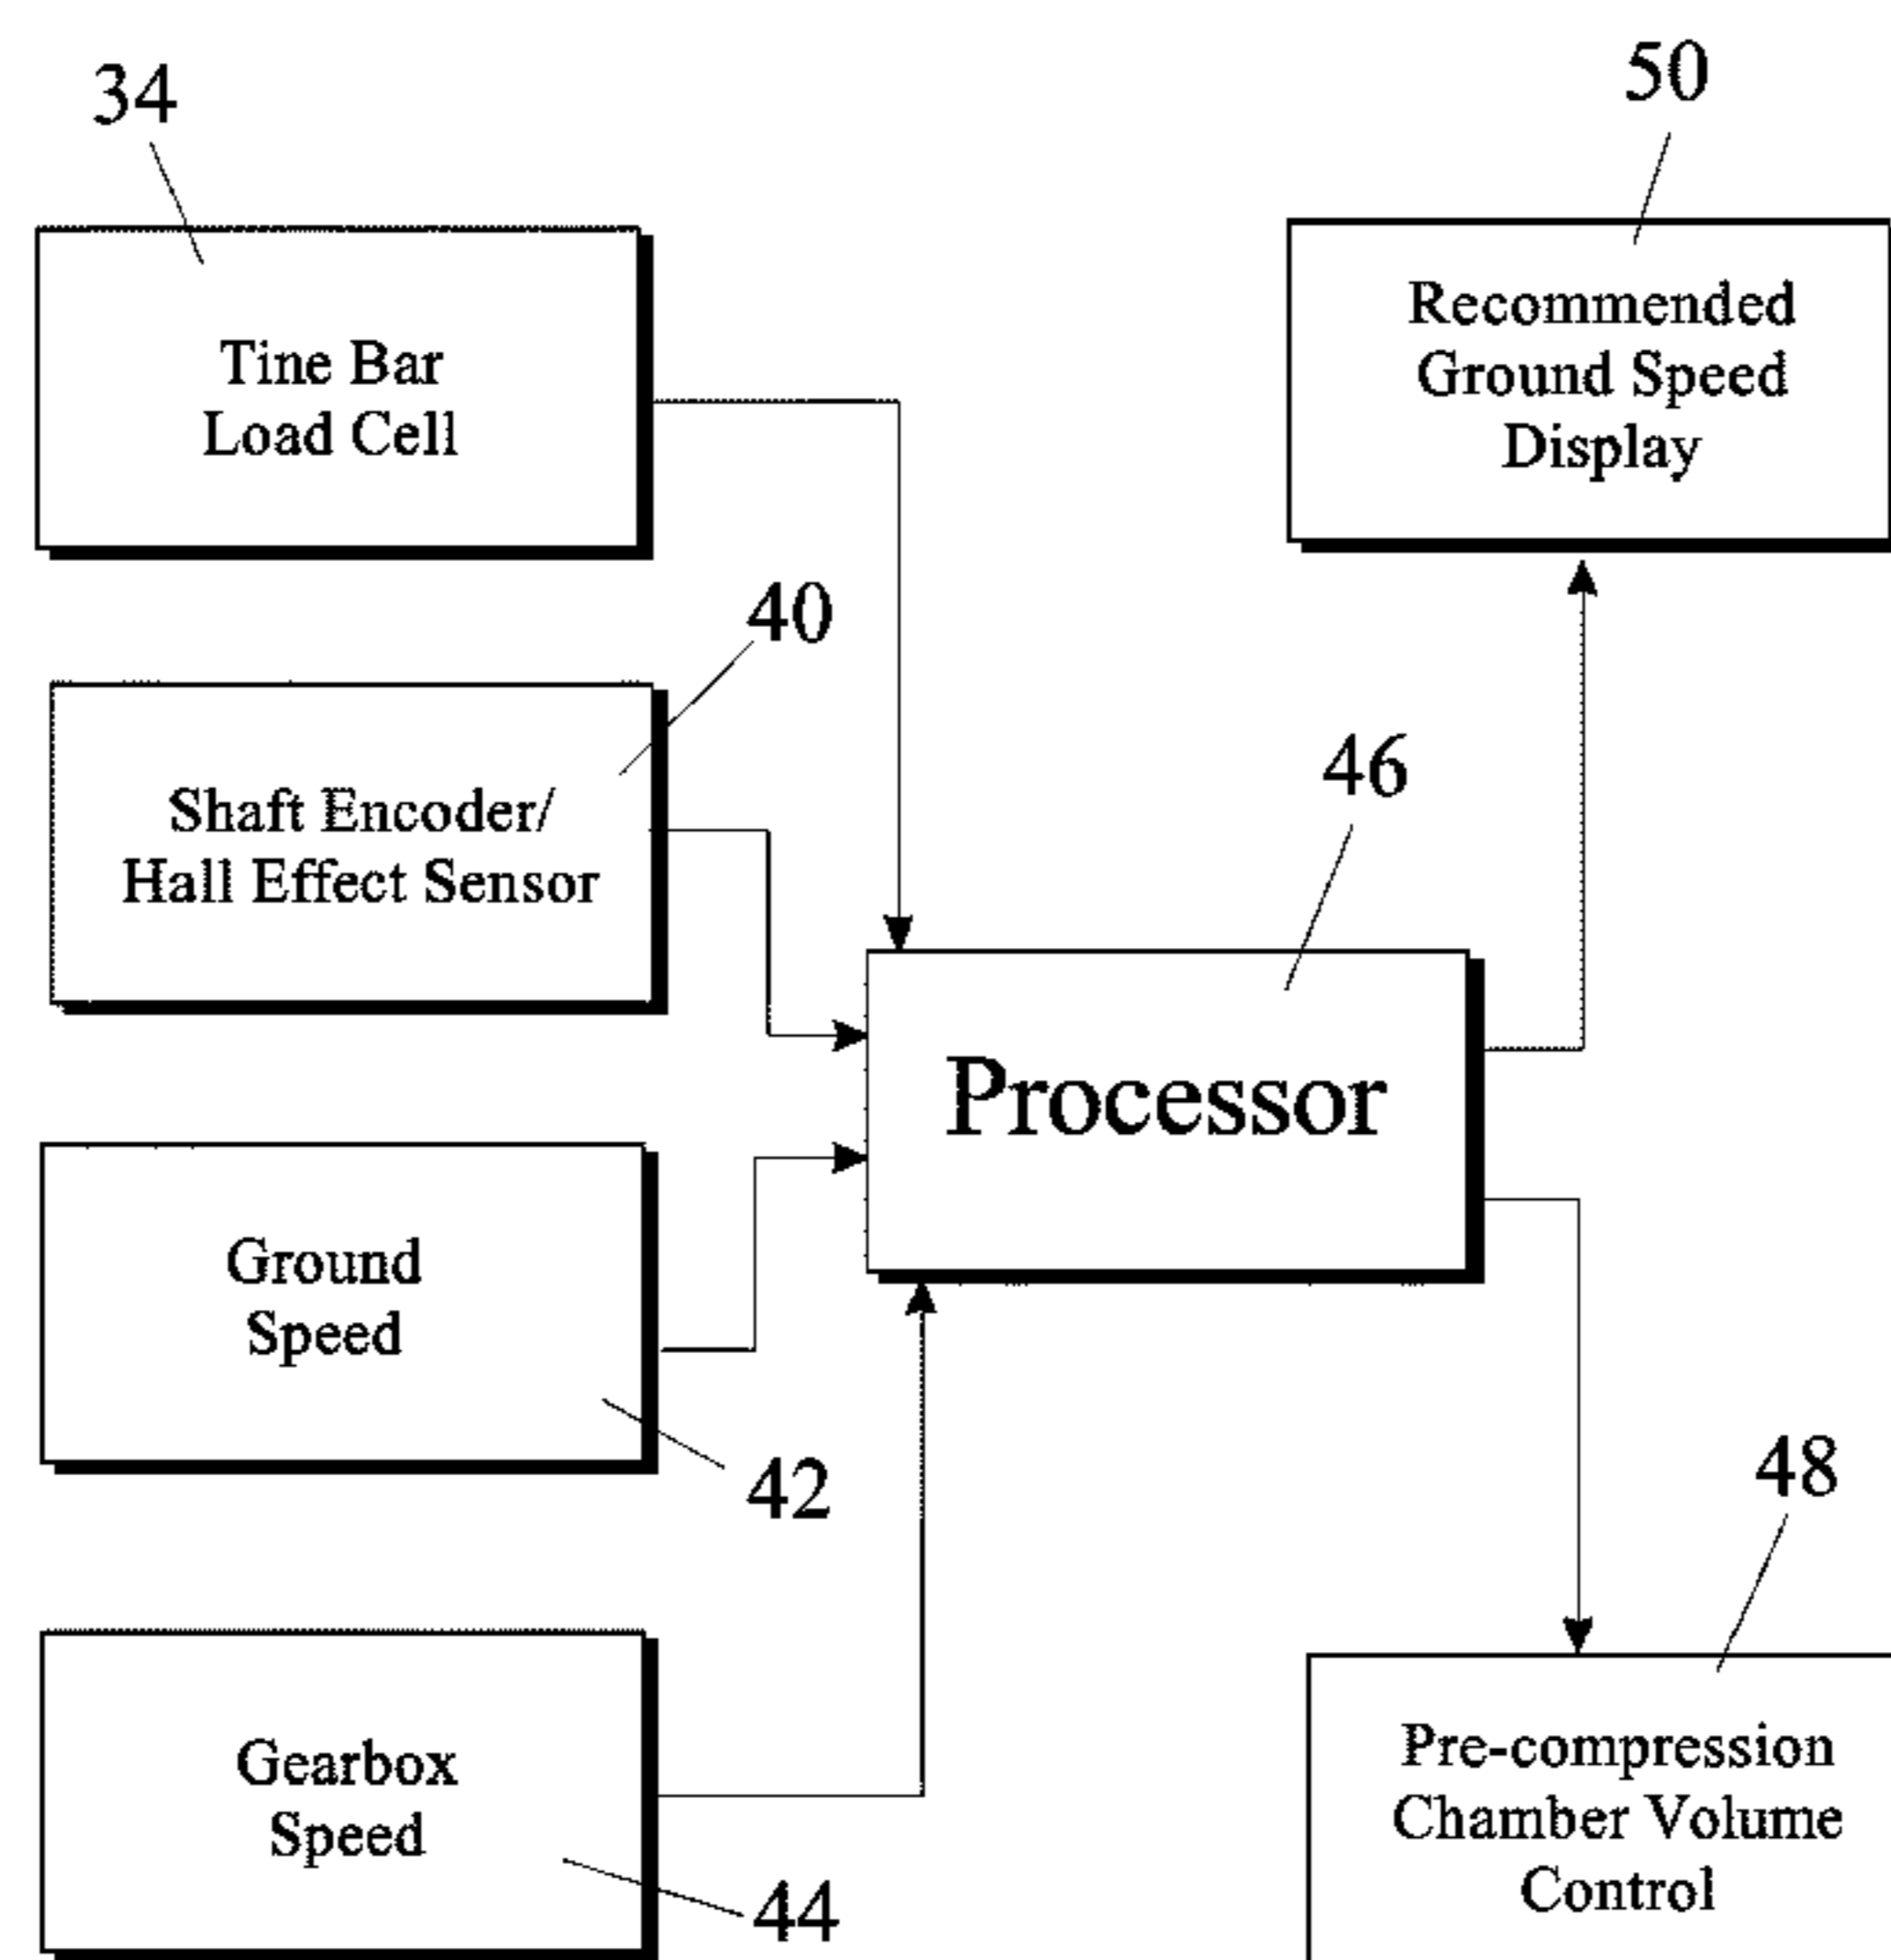 34
50
Tine Bar
Load Cell
Recommended
Ground Speed
Display
40
Shaft Encoder/
Hall Effect Sensor
46
Processor
Ground
Speed
42
48
Gearbox
Speed
44
Pre-compression
Chamber Volume
Control